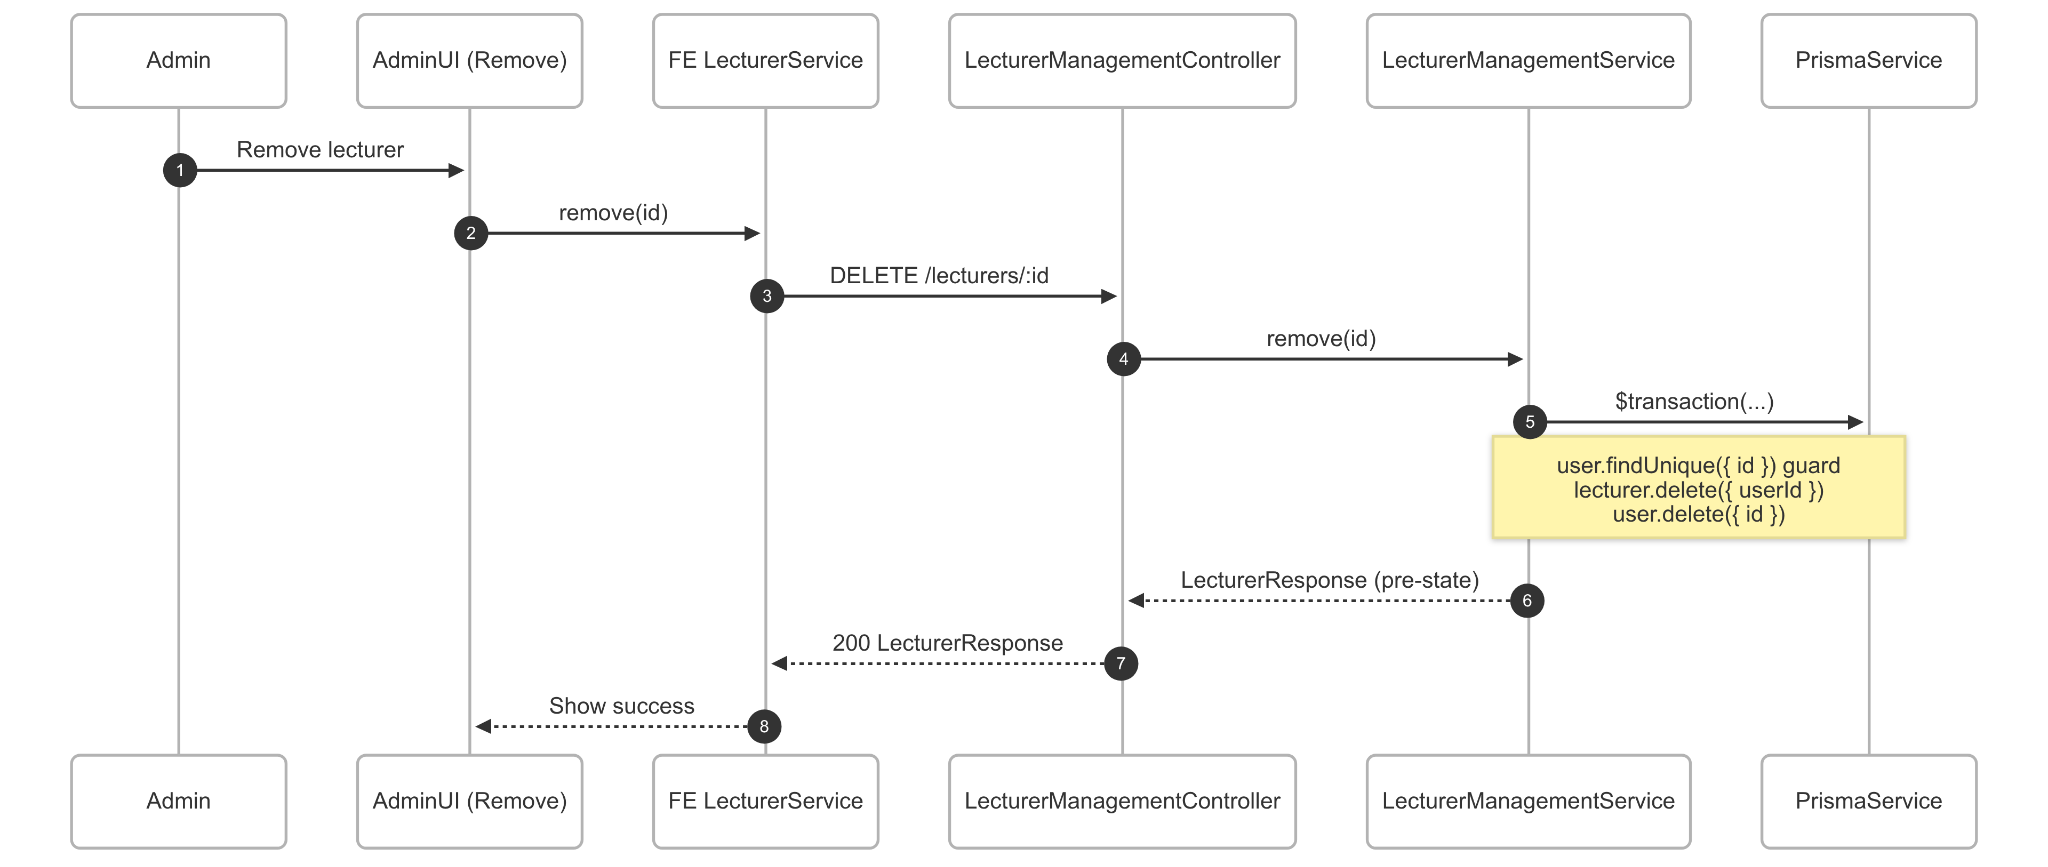 Admin
AdminUI (Remove)
FE LecturerService
LecturerManagementController
LecturerManagementService
PrismaService
Remove lecturer
1
remove(id)
2
DELETE /lecturers/:id
3
remove(id)
4
$transaction(...)
5
user.findUnique({ id }) guard
lecturer.delete({ userId })
user.delete({ id })
LecturerResponse (pre-state)
6
200 LecturerResponse
7
Show success
8
Admin
AdminUI (Remove)
FE LecturerService
LecturerManagementController
LecturerManagementService
PrismaService